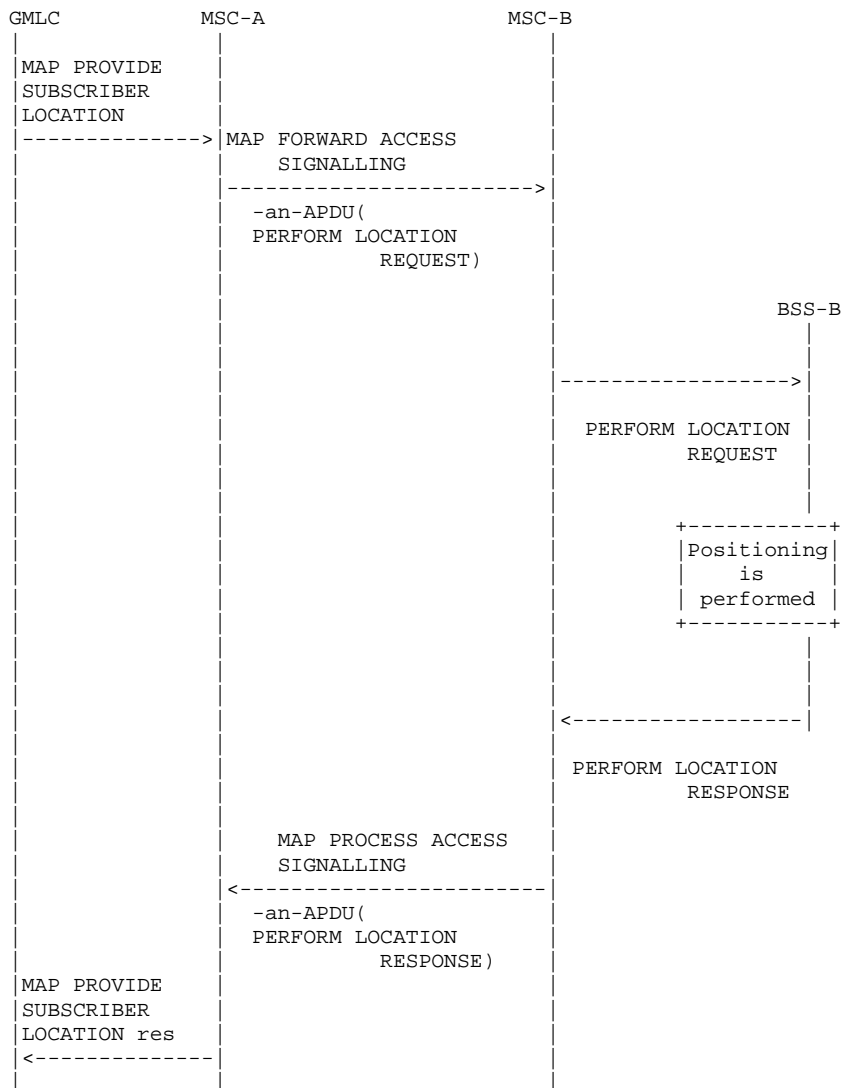 GMLC MSC-A MSC-B
MAP PROVIDE
SUBSCRIBER
LOCATION
MAP FORWARD ACCESS
SIGNALLING
-an-APDU(
PERFORM LOCATION
REQUEST)
BSS-B
PERFORM LOCATION
REQUEST
Positioning
is
performed
PERFORM LOCATION
RESPONSE
MAP PROCESS ACCESS
SIGNALLING
-an-APDU(
PERFORM LOCATION
RESPONSE)
MAP PROVIDE
SUBSCRIBER
LOCATION res